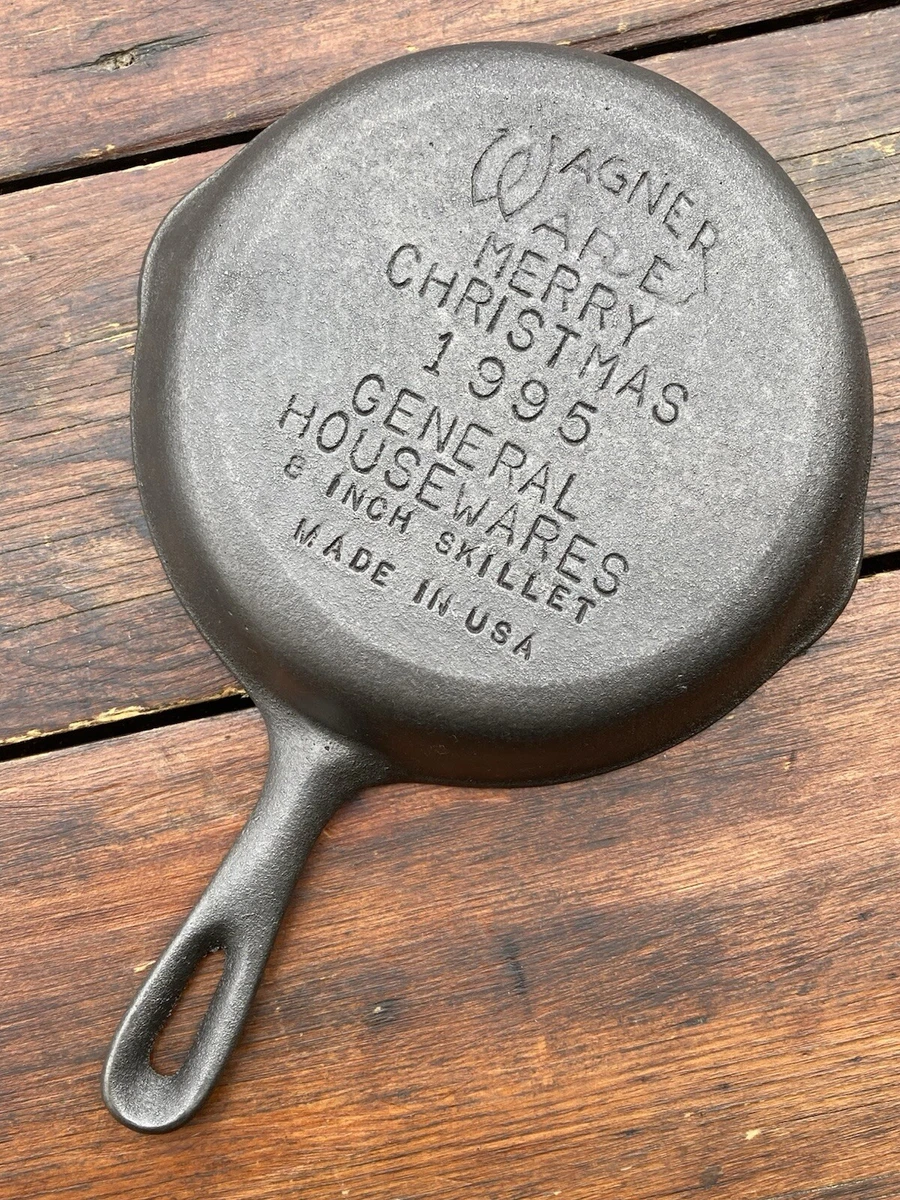 WAGNER
WARE
MERRY
CHRISTMAS
1995
GENERAL
HOUSEWARES
8 INCH SKILLET
MADE IN USA